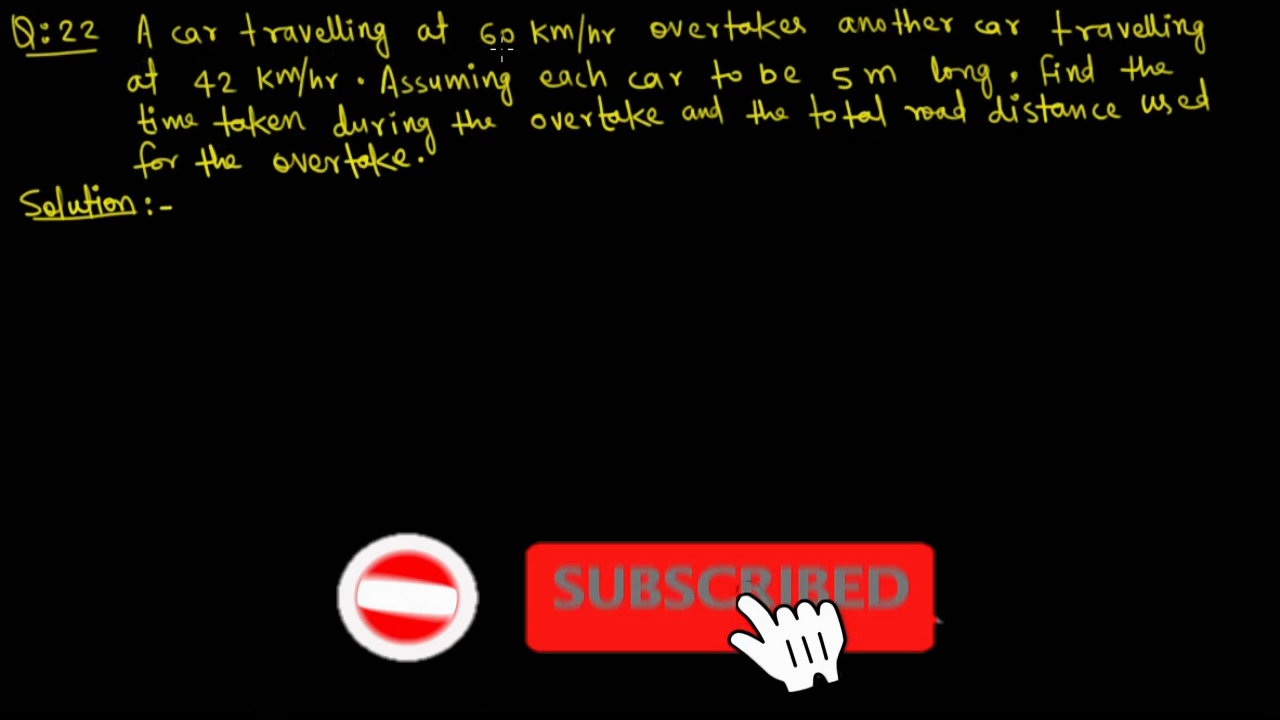 Q:22 A car travelling at 60 km/hr overtakes another car travelling
at 42 km/hr. Assuming each car to be 5 m long. Find the
time taken during the overtake and the total road distance used
for the overtake.
Solution:-
SUBSCRIBED